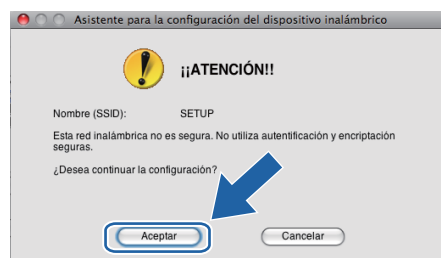 Asistente para la configuración del dispositivo inalámbrico
¡¡ATENCIÓN!!
Nombre (SSID): SETUP
Esta red inalámbrica no es segura. No utiliza autentificación y encriptación
seguras.
¿Desea continuar la configuración?
Aceptar Cancelar